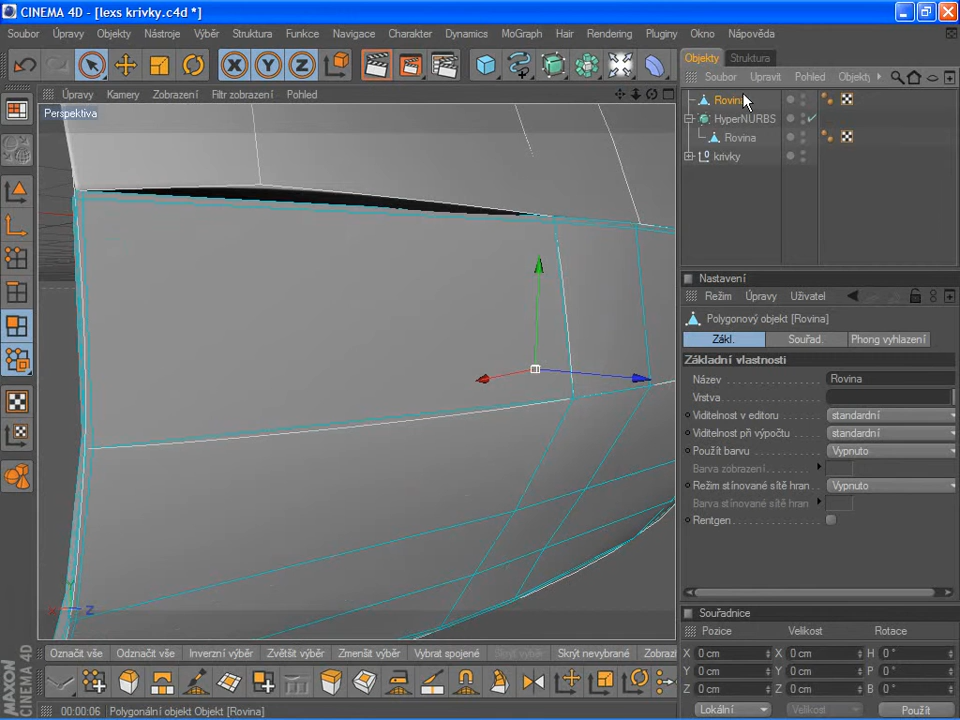 CINEMA 4D - [lexs krivky.c4d *]
Soubor Úpravy Objekty Nástroje Výběr Struktura Funkce Navigace Charakter Dynamics MoGraph Hair Rendering Pluginy Okno Nápověda
X Y Z
Objekty Struktura
Soubor Upravit Pohled Objekty
Úpravy Kamery Zobrazení Filtr zobrazení Pohled
Perspektiva
Rovina
HyperNURBS
Rovina
krivky
Nastavení
Režim Úpravy Uživatel
Polygonový objekt [Rovina]
Zákl. Souřad. Phong vyhlazení
Základní vlastnosti
Název Rovina
Vrstva
Viditelnost v editoru standardní
Viditelnost při výpočtu standardní
Použít barvu Vypnuto
Barva zobrazení
Režim stínované sítě hran Vypnuto
Barva stínované sítě hran
Rentgen
Z
Souřadnice
Pozice Velikost Rotace
X 0 cm X 0 cm H 0 °
Y 0 cm Y 0 cm P 0 °
Z 0 cm Z 0 cm B 0 °
Lokální Velikost Použít
Označit vše Odznačit vše Inverzní výběr Zvětšit výběr Zmenšit výběr Vybrat spojené Skrýt výběr Skrýt nevybrané Zobrazi
MAXON
CINEMA 4D
00:00:06 Polygonální objekt Objekt [Rovina]